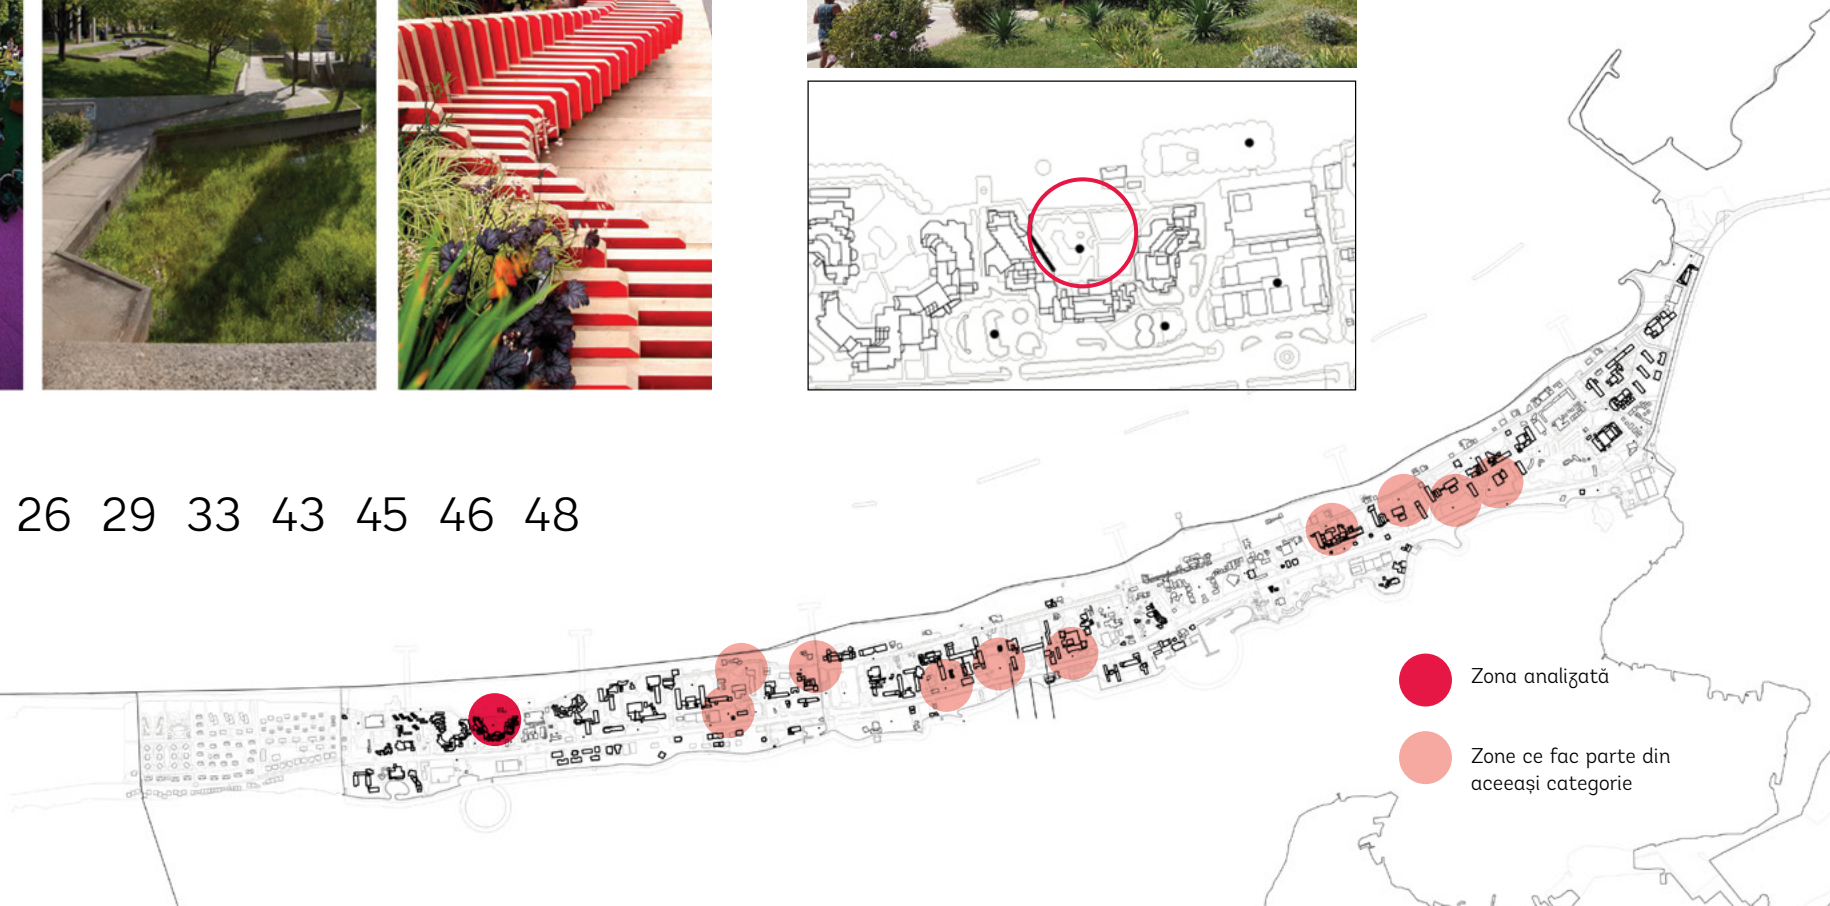 26 29 33 43 45 46 48
Zona analizată
Zone ce fac parte din
aceeași categorie